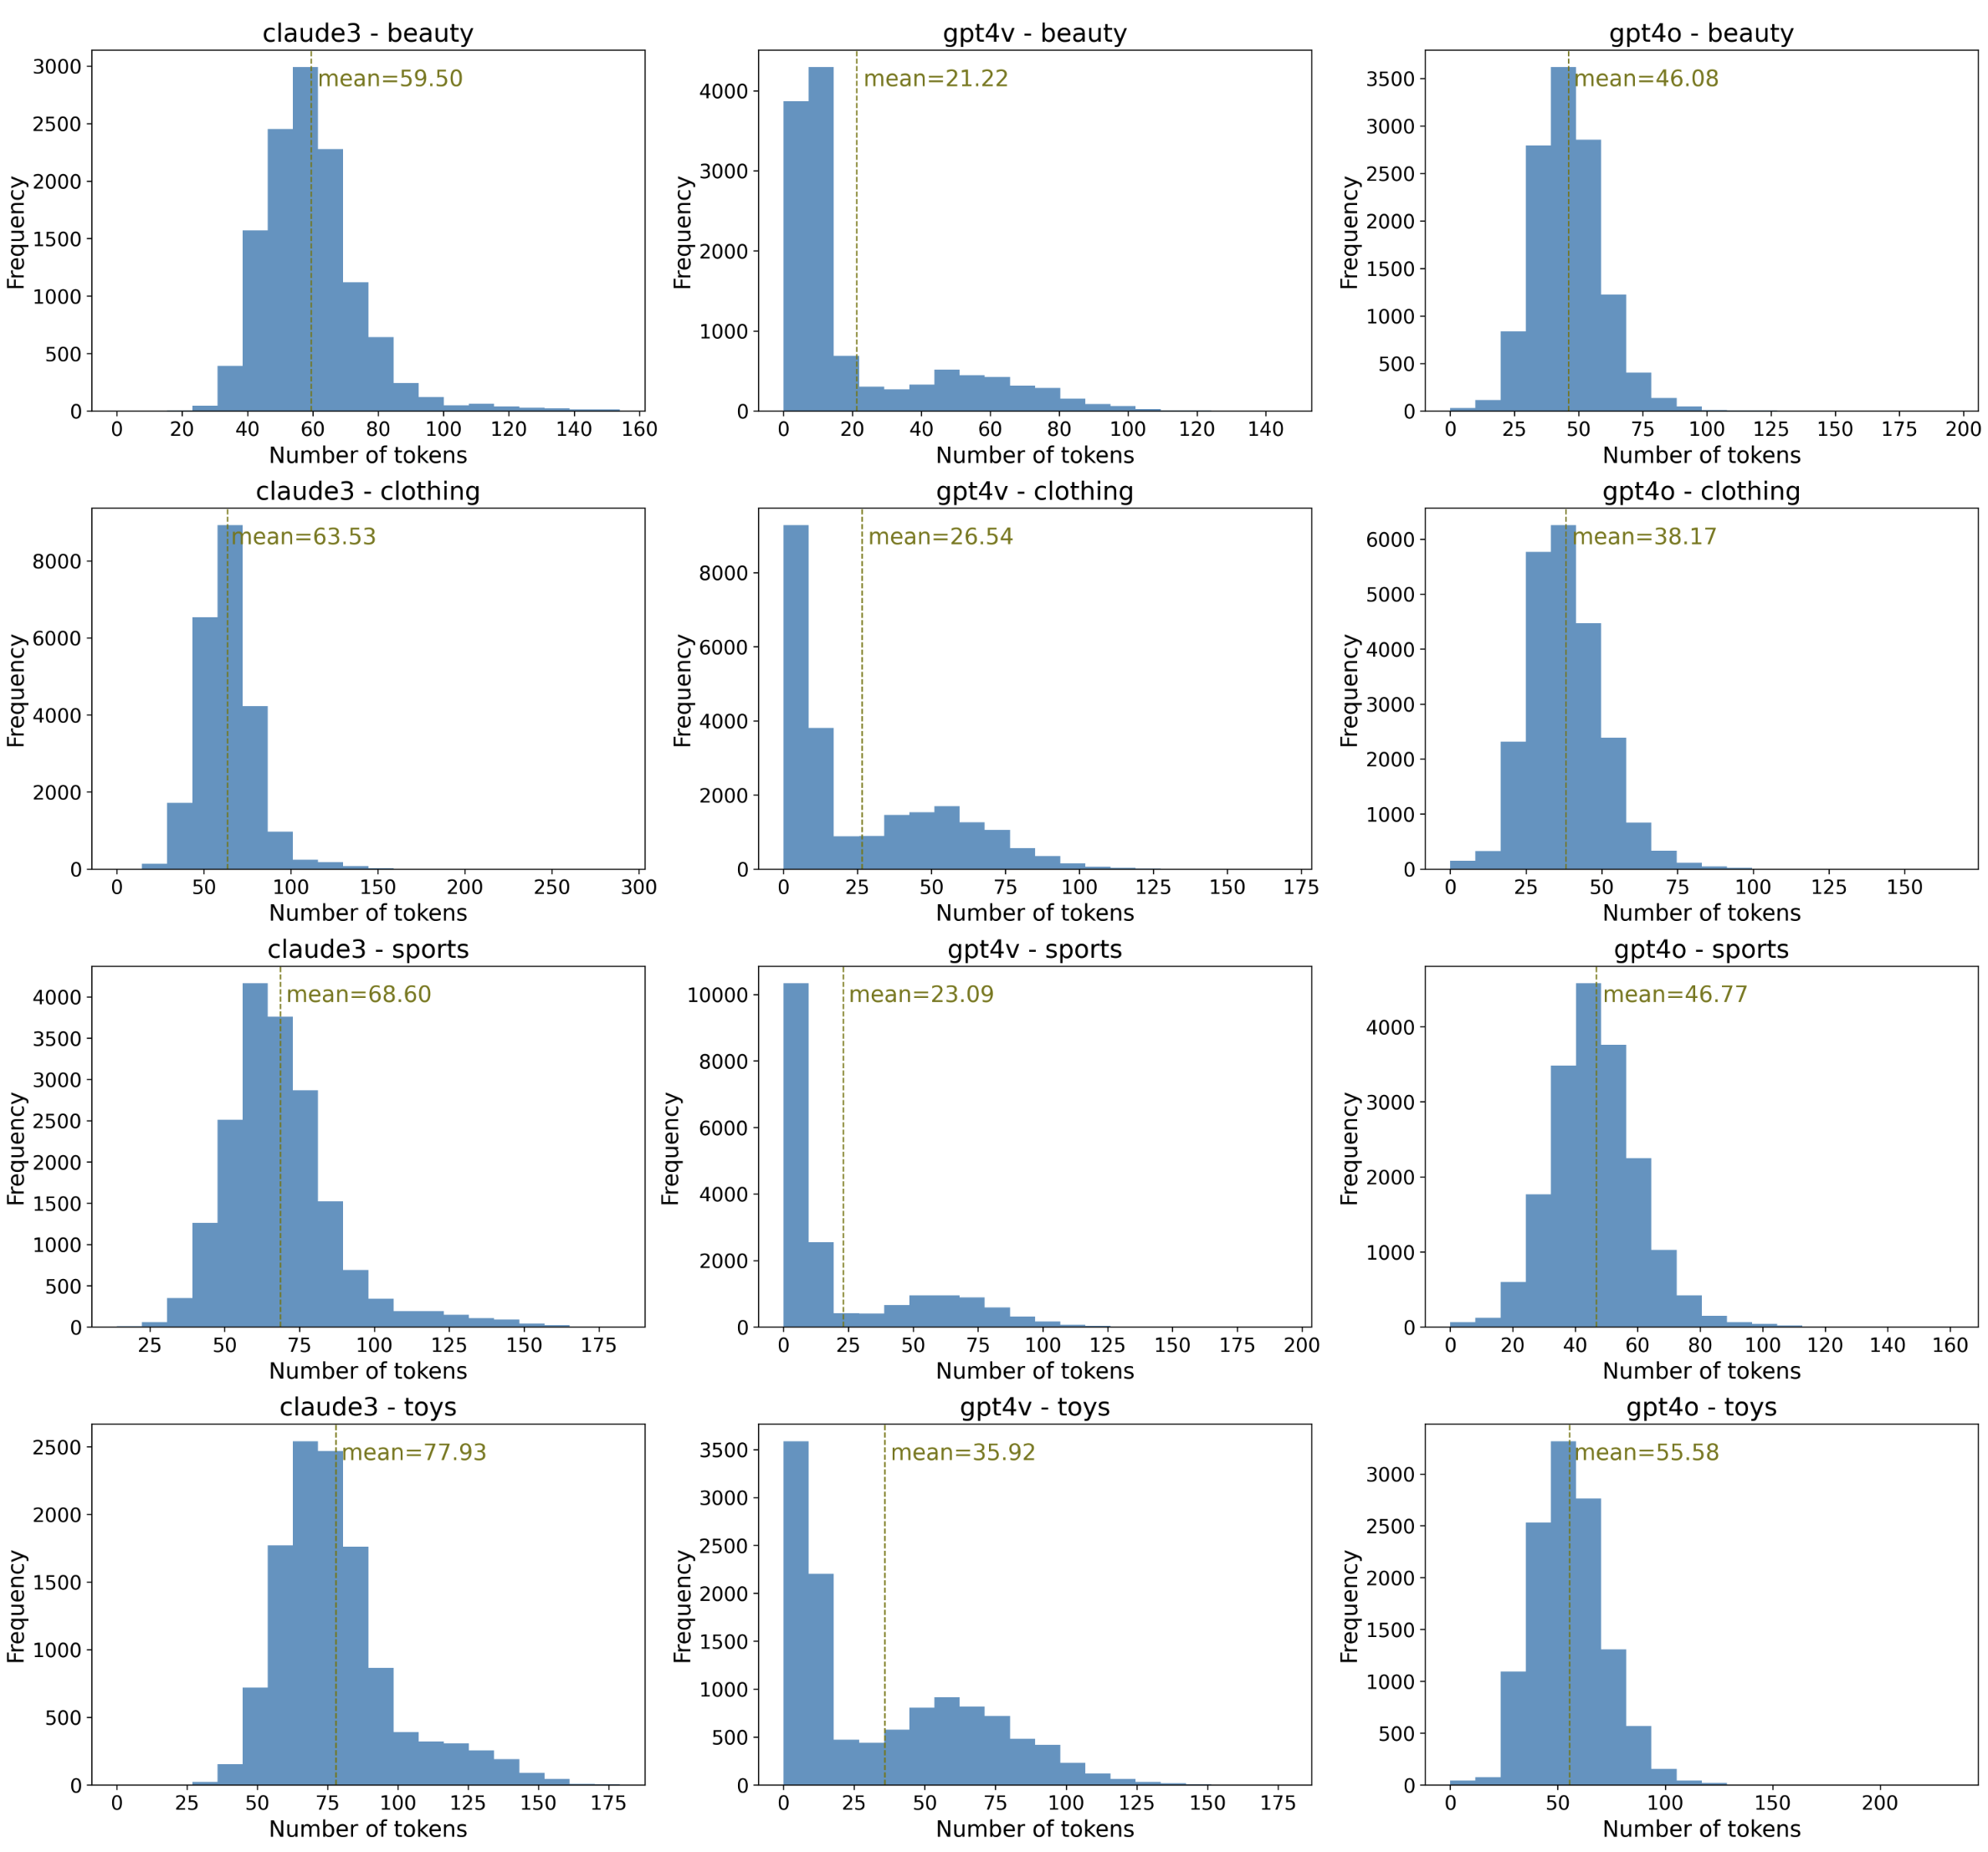 claude3 - beauty
3000
2500
2000
1500
1000
500
0
Frequency
mean=59.50
0 20 40 60 80 100 120 140 160
Number of tokens
gpt4v - beauty
4000
3000
2000
1000
0
Frequency
mean=21.22
0 20 40 60 80 100 120 140
Number of tokens
gpt4o - beauty
3500
3000
2500
2000
1500
1000
500
0
Frequency
mean=46.08
0 25 50 75 100 125 150 175 200
Number of tokens
claude3 - clothing
8000
6000
4000
2000
0
Frequency
mean=63.53
0 50 100 150 200 250 300
Number of tokens
gpt4v - clothing
8000
6000
4000
2000
0
Frequency
mean=26.54
0 25 50 75 100 125 150 175
Number of tokens
gpt4o - clothing
6000
5000
4000
3000
2000
1000
0
Frequency
mean=38.17
0 25 50 75 100 125 150
Number of tokens
claude3 - sports
4000
3500
3000
2500
2000
1500
1000
500
0
Frequency
mean=68.60
25 50 75 100 125 150 175
Number of tokens
gpt4v - sports
10000
8000
6000
4000
2000
0
Frequency
mean=23.09
0 25 50 75 100 125 150 175 200
Number of tokens
gpt4o - sports
4000
3000
2000
1000
0
Frequency
mean=46.77
0 20 40 60 80 100 120 140 160
Number of tokens
claude3 - toys
2500
2000
1500
1000
500
0
Frequency
mean=77.93
0 25 50 75 100 125 150 175
Number of tokens
gpt4v - toys
3500
3000
2500
2000
1500
1000
500
0
Frequency
mean=35.92
0 25 50 75 100 125 150 175
Number of tokens
gpt4o - toys
3000
2500
2000
1500
1000
500
0
Frequency
mean=55.58
0 50 100 150 200
Number of tokens